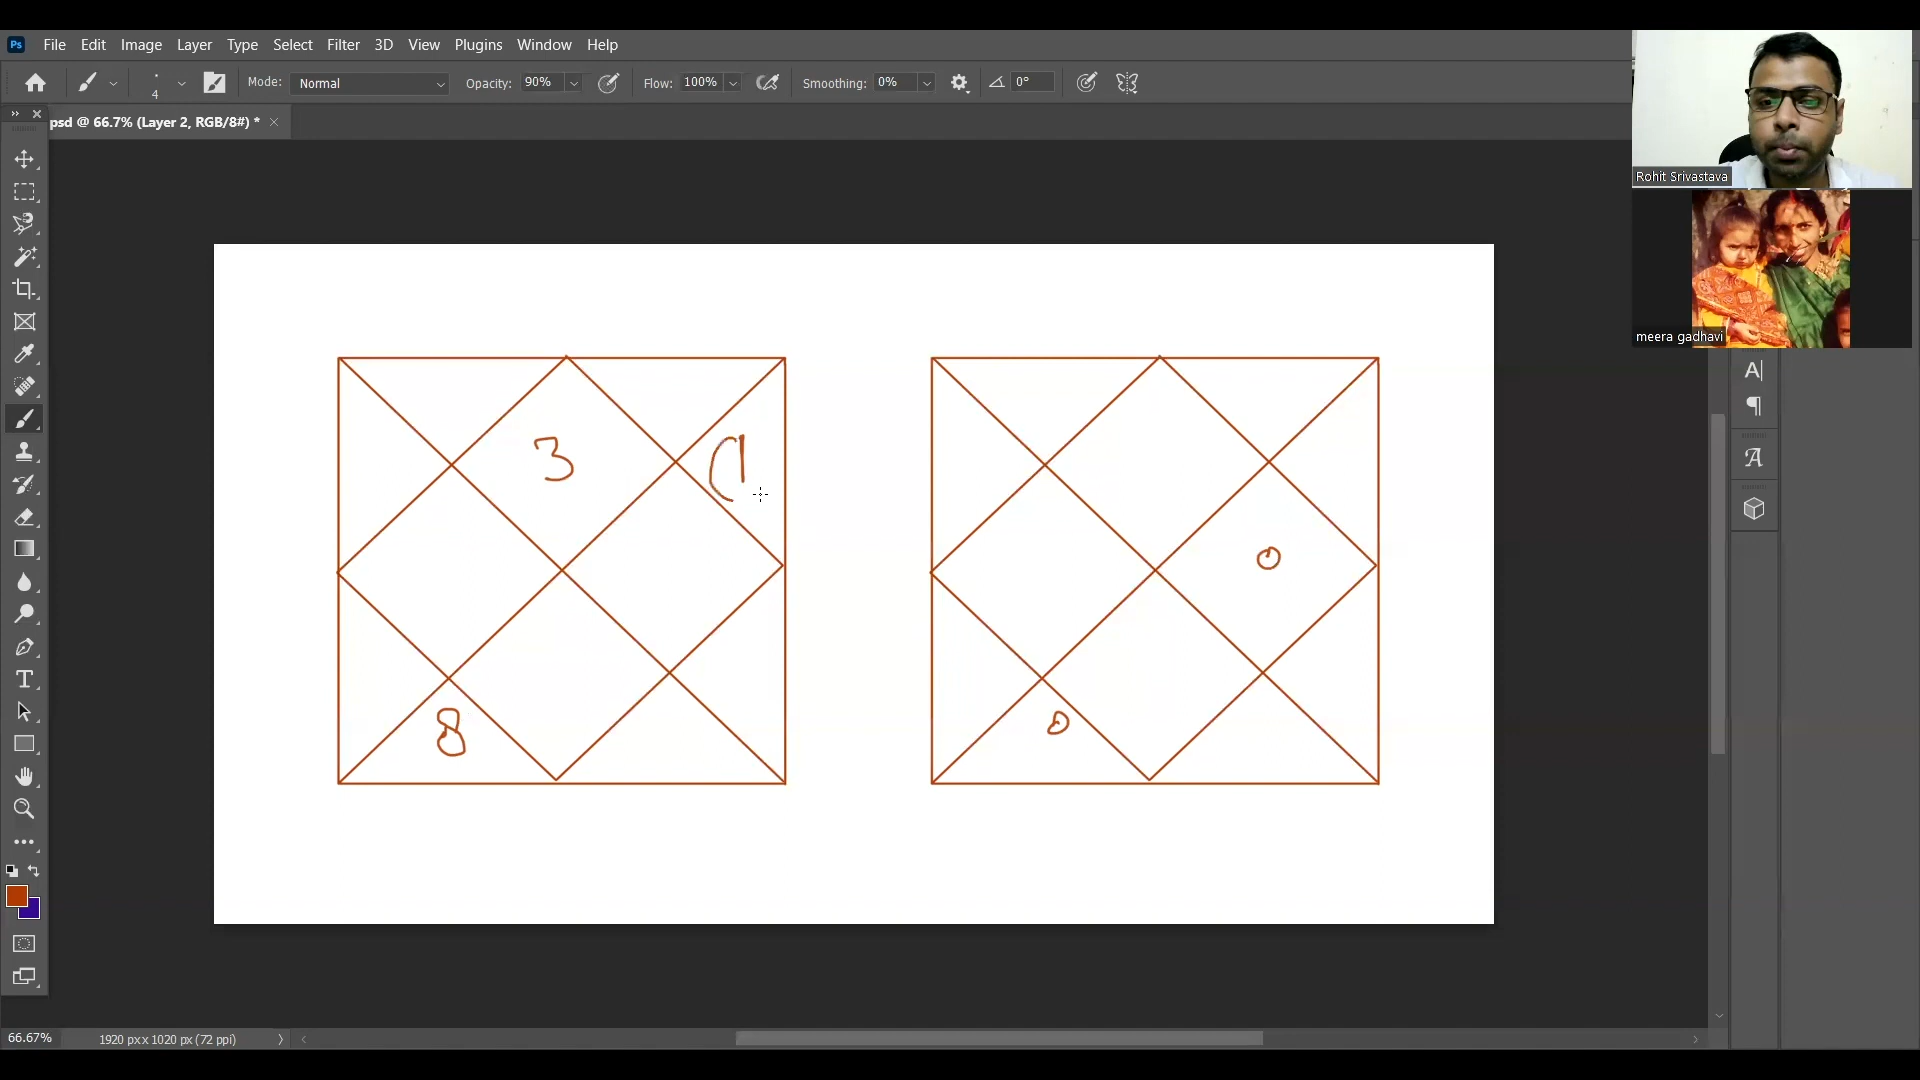 Ps File Edit Image Layer Type Select Filter 3D View Plugins Window Help
4 Mode: Normal Opacity: 90% Flow: 100% Smoothing: 0% 0°
psd @ 66.7% (Layer 2, RGB/8#) *
Rohit Srivastava
meera gadhavi
3
8
66.67% 1920 px x 1020 px (72 ppi)